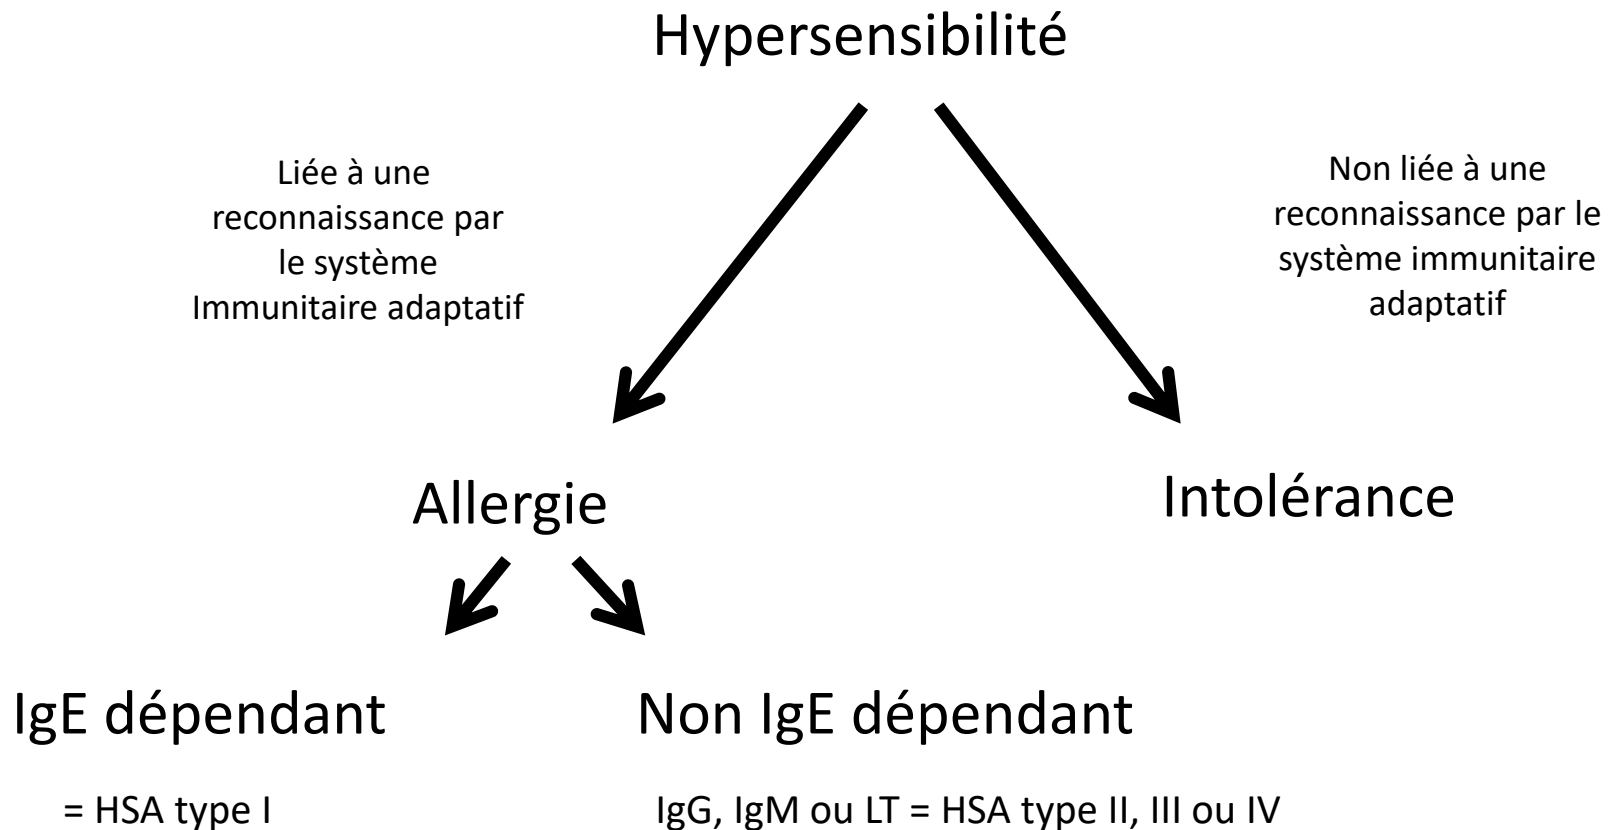 Hypersensibilité
Liée à une
reconnaissance par
le système
Immunitaire adaptatif
Non liée à une
reconnaissance par le
système immunitaire
adaptatif
Allergie
Intolérance
IgE dépendant
Non IgE dépendant
= HSA type I
IgG, IgM ou LT = HSA type II, III ou IV